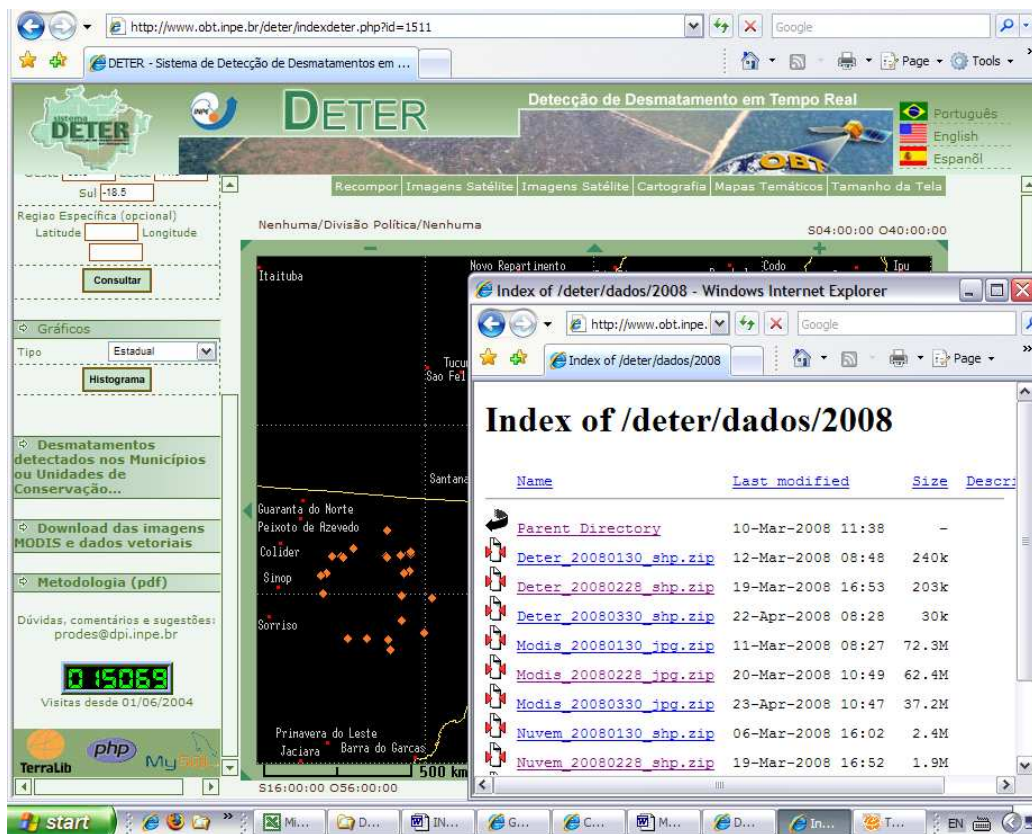 http://www.obt.inpe.br/deter/indexdeter.php?id=1511
Google
DETER - Sistema de Detecção de Desmatamentos em ...
Page
Tools
sistema
DETER
INPE
DETER
Detecção de Desmatamento em Tempo Real
OBT
Português
English
Espanõl
Sul -18.5
Regiao Específica (opcional)
Latitude Longitude
Consultar
Gráficos
Tipo Estadual
Histograma
Desmatamentos
detectados nos Municípios
ou Unidades de
Conservação...
Download das imagens
MODIS e dados vetoriais
Metodologia (pdf)
Dúvidas, comentários e sugestões:
prodes@dpi.inpe.br
015069
Visitas desde 01/06/2004
TerraLib
php
Recompor Imagens Satélite Imagens Satélite Cartografia Mapas Temáticos Tamanho da Tela
Nenhuma/Divisão Política/Nenhuma
S04:00:00 O40:00:00
Itaituba
Novo Repartimento
Codo
Ipu
Tucu
Sao Fel
Santana
Guaranta do Norte
Peixoto de Azevedo
Colider
Sinop
Sorriso
Primavera do Leste
Jaciara
Barra do Garcas
500 km
S16:00:00 O56:00:00
Index of /deter/dados/2008 - Windows Internet Explorer
http://www.obt.inpe.
Google
Index of /deter/dados/2008
Page
Index of /deter/dados/2008
Name Last modified Size Descri
Parent Directory 10-Mar-2008 11:38 -
Deter_20080130_shp.zip 12-Mar-2008 08:48 240k
Deter_20080228_shp.zip 19-Mar-2008 16:53 203k
Deter_20080330_shp.zip 22-Apr-2008 08:28 30k
Modis_20080130_jpg.zip 11-Mar-2008 08:27 72.3M
Modis_20080228_jpg.zip 20-Mar-2008 10:49 62.4M
Modis_20080330_jpg.zip 23-Apr-2008 10:47 37.2M
Nuvem_20080130_shp.zip 06-Mar-2008 16:02 2.4M
Nuvem_20080228_shp.zip 19-Mar-2008 16:52 1.9M
start
Mi...
D...
IN...
G...
C...
M...
D...
In...
T...
EN